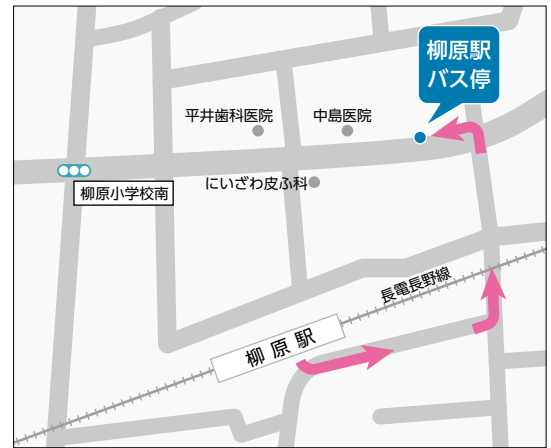 柳原駅
バス停
平井歯科医院
中島医院
柳原小学校南
にいざわ皮ふ科
長電長野線
柳原駅